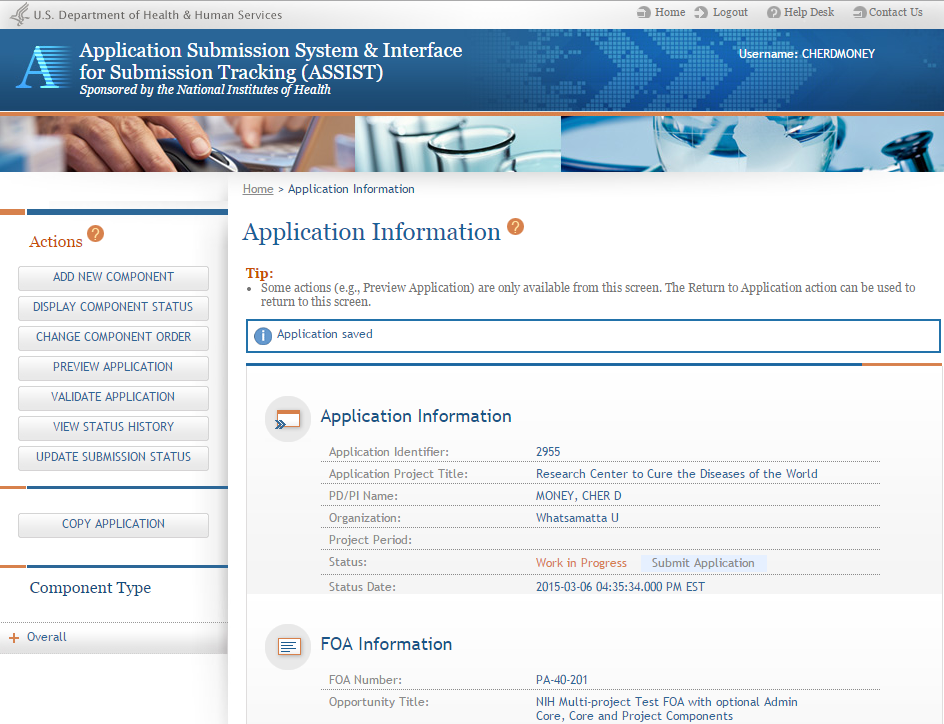 U.S. Department of Health & Human Services
Home
Logout
Help Desk
Contact Us
Application Submission System & Interface
for Submission Tracking (ASSIST)
Sponsored by the National Institutes of Health
Username: CHERDMONEY
Home > Application Information
Actions
ADD NEW COMPONENT
DISPLAY COMPONENT STATUS
CHANGE COMPONENT ORDER
PREVIEW APPLICATION
VALIDATE APPLICATION
VIEW STATUS HISTORY
UPDATE SUBMISSION STATUS
COPY APPLICATION
Component Type
Overall
Application Information
Tip:
Some actions (e.g., Preview Application) are only available from this screen. The Return to Application action can be used to
return to this screen.
Application saved
Application Information
Application Identifier: 2955
Application Project Title: Research Center to Cure the Diseases of the World
PD/PI Name: MONEY, CHER D
Organization: Whatsamatta U
Project Period:
Status: Work in Progress Submit Application
Status Date: 2015-03-06 04:35:34.000 PM EST
FOA Information
FOA Number: PA-40-201
Opportunity Title: NIH Multi-project Test FOA with optional Admin
Core, Core and Project Components